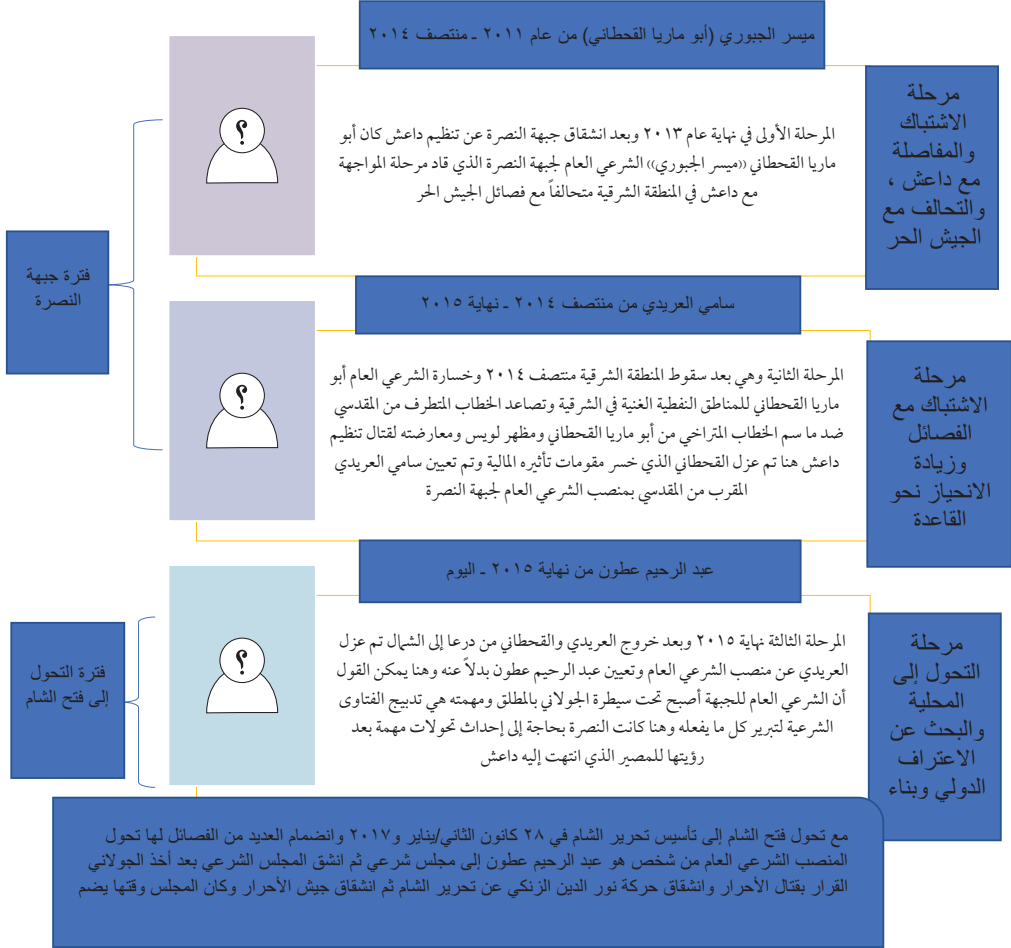 ميسر الجبوري (أبو ماريا القحطاني) من عام ٢٠١١ ـ منتصف ٢٠١٤
مرحلة
الاشتباك
والمفاصلة
مع داعش ،
والتحالف مع
الجيش الحر
؟
المرحلة الأولى في نهاية عام ٢٠١٣ وبعد انشقاق جبهة النصرة عن تنظيم داعش كان أبو
ماريا القحطاني «ميسر الجبوري» الشرعي العام لجبهة النصرة الذي قاد مرحلة المواجهة
مع داعش في المنطقة الشرقية متحالفاً مع فصائل الجيش الحر
فترة جبهة
النصرة
سامي العريدي من منتصف ٢٠١٤ ـ نهاية ٢٠١٥
مرحلة
الاشتباك مع
الفصائل
وزيادة
الانحياز نحو
القاعدة
؟
المرحلة الثانية وهي بعد سقوط المنطقة الشرقية منتصف ٢٠١٤ وخسارة الشرعي العام أبو
ماريا القحطاني للمناطق النفطية الغنية في الشرقية وتصاعد الخطاب المتطرف من المقدسي
ضد ما سم الخطاب المتراخي من أبو ماريا القحطاني ومظهر لويس ومعارضته لقتال تنظيم
داعش هنا تم عزل القحطاني الذي خسر مقومات تأثيره المالية وتم تعيين سامي العريدي
المقرب من المقدسي بمنصب الشرعي العام لجبهة النصرة
عبد الرحيم عطون من نهاية ٢٠١٥ ـ اليوم
مرحلة
التحول إلى
المحلية
والبحث عن
الاعتراف
الدولي وبناء
؟
المرحلة الثالثة نهاية ٢٠١٥ وبعد خروج العريدي والقحطاني من درعا إلى الشمال تم عزل
العريدي عن منصب الشرعي العام وتعيين عبد الرحيم عطون بدلاً عنه وهنا يمكن القول
أن الشرعي العام للجبهة أصبح تحت سيطرة الجولاني بالمطلق ومهمته هي تدبيج الفتاوى
الشرعية لتبرير كل ما يفعله وهنا كانت النصرة بحاجة إلى إحداث تحولات مهمة بعد
رؤيتها للمصير الذي انتهت إليه داعش
فترة التحول
إلى فتح الشام
مع تحول فتح الشام إلى تأسيس تحرير الشام في ٢٨ كانون الثاني/يناير و٢٠١٧ وانضمام العديد من الفصائل لها تحول
المنصب الشرعي العام من شخص هو عبد الرحيم عطون إلى مجلس شرعي ثم انشق المجلس الشرعي بعد أخذ الجولاني
القرار بقتال الأحرار وانشقاق حركة نور الدين الزنكي عن تحرير الشام ثم انشقاق جيش الأحرار وكان المجلس وقتها يضم